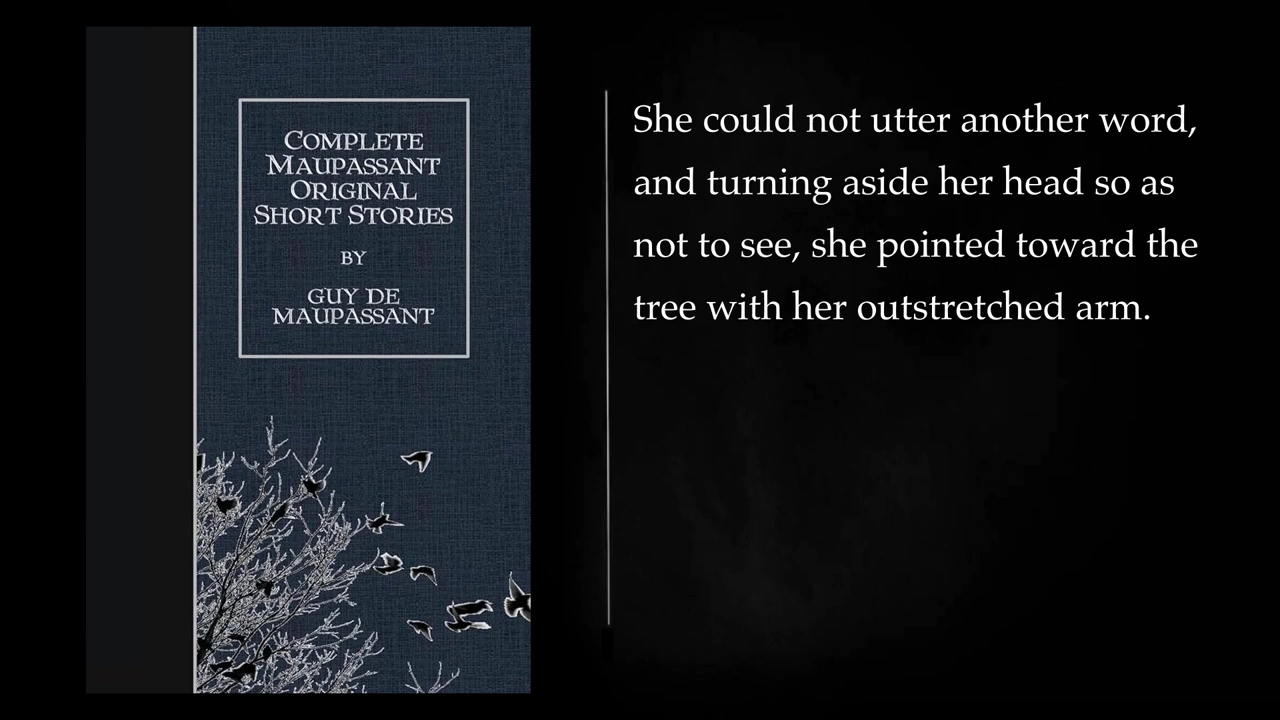 COMPLETE
MAUPASSANT
ORIGINAL
SHORT STORIES
BY
GUY DE
MAUPASSANT
She could not utter another word,
and turning aside her head so as
not to see, she pointed toward the
tree with her outstretched arm.